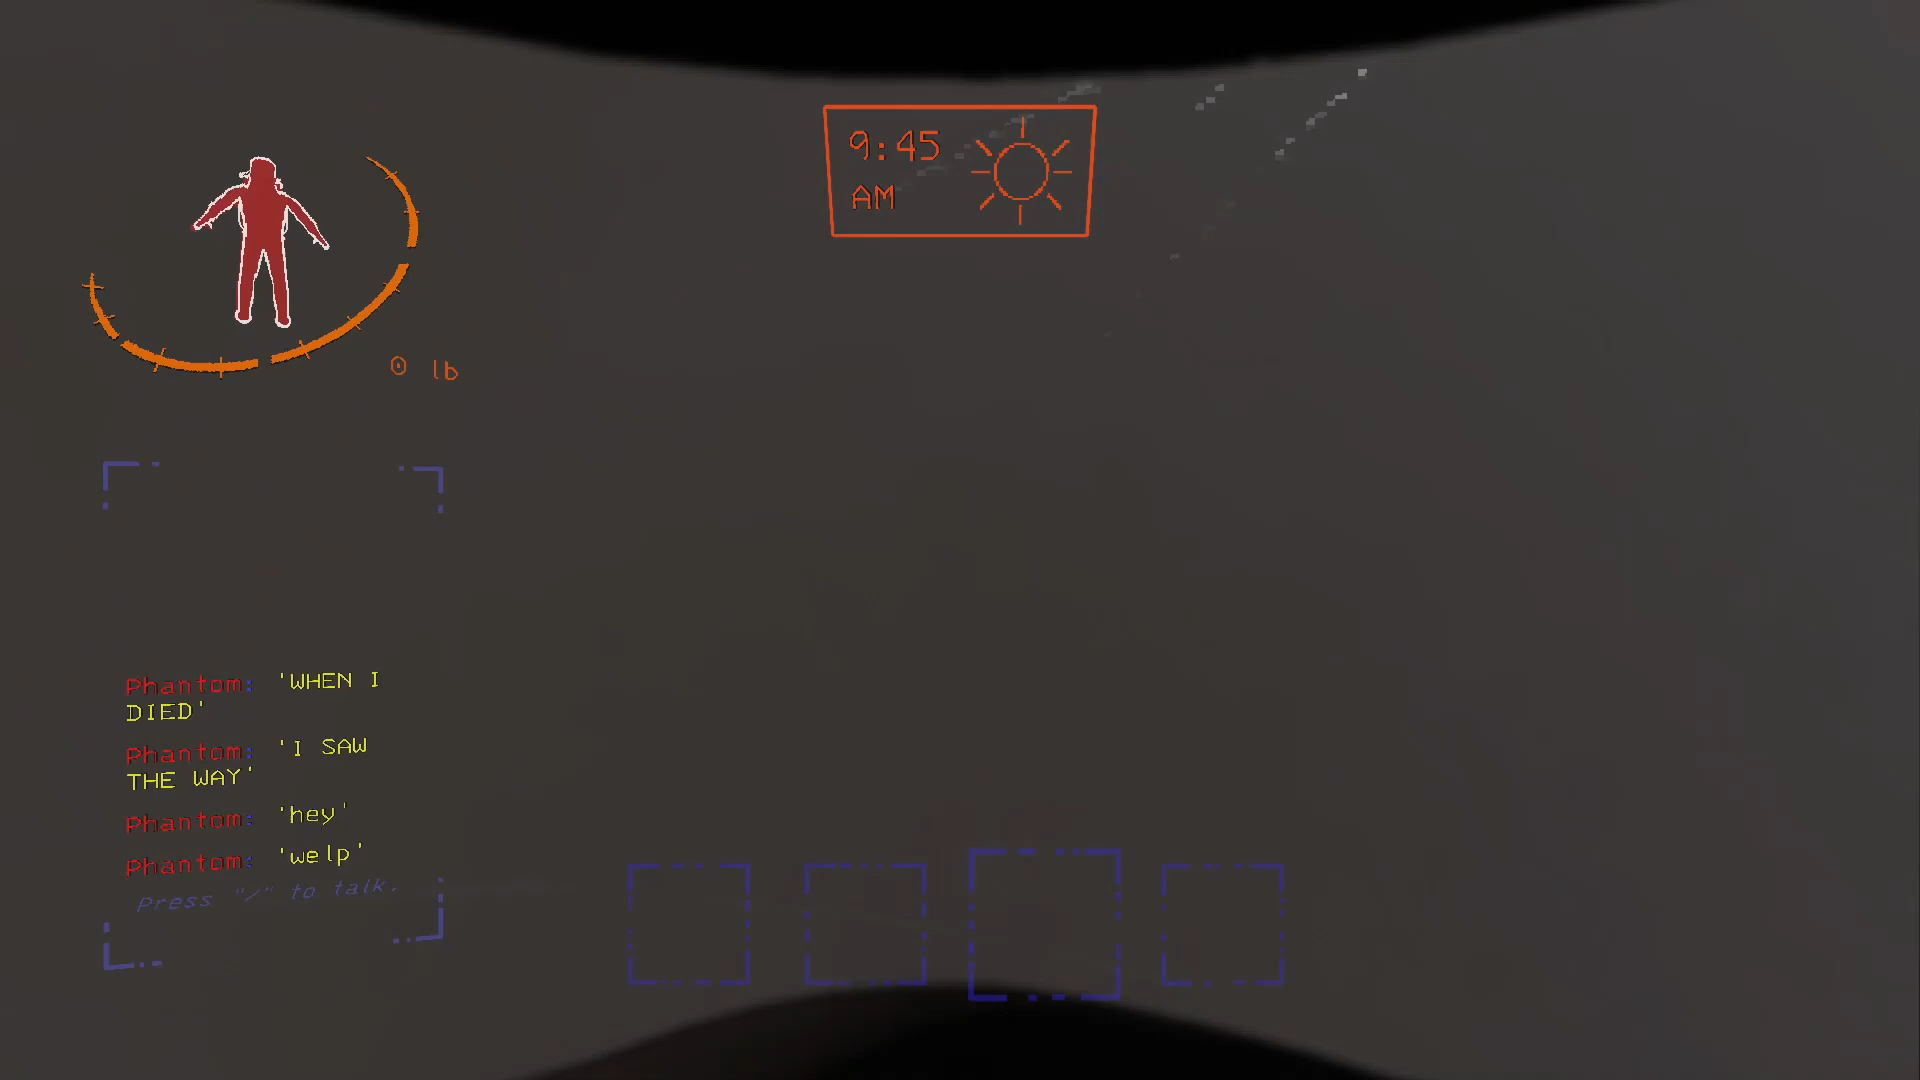 9:45
AM
0 lb
Phantom: 'WHEN I
DIED'
Phantom: 'I SAW
THE WAY'
Phantom: 'hey'
Phantom: 'welp'
Press "/" to talk.